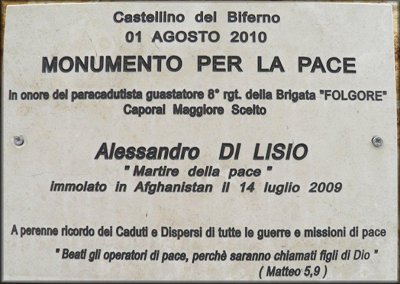 Castellino del Biferno
01 AGOSTO 2010
MONUMENTO PER LA PACE
In onore del paracadutista guastatore 8° rgt. della Brigata "FOLGORE"
Caporal Maggiore Scelto
Alessandro DI LISIO
" Martire della pace "
immolato in Afghanistan il 14 luglio 2009
A perenne ricordo dei Caduti e Dispersi di tutte le guerre e missioni di pace
" Beati gli operatori di pace, perchè saranno chiamati figli di Dio "
( Matteo 5,9 )